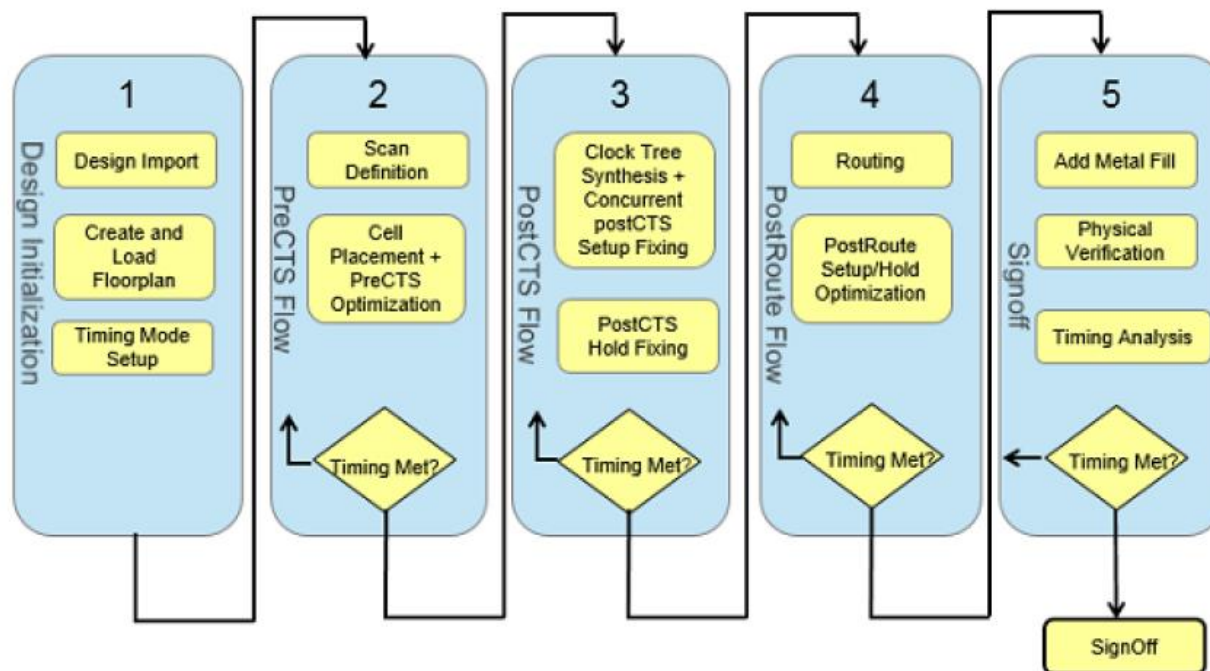 1
Design Initialization
Design Import
Create and
Load
Floorplan
Timing Mode
Setup
2
PreCTS Flow
Scan
Definition
Cell
Placement +
PreCTS
Optimization
Timing Met?
3
PostCTS Flow
Clock Tree
Synthesis +
Concurrent
postCTS
Setup Fixing
PostCTS
Hold Fixing
Timing Met?
4
PostRoute Flow
Routing
PostRoute
Setup/Hold
Optimization
Timing Met?
5
Signoff
Add Metal Fill
Physical
Verification
Timing Analysis
Timing Met?
SignOff